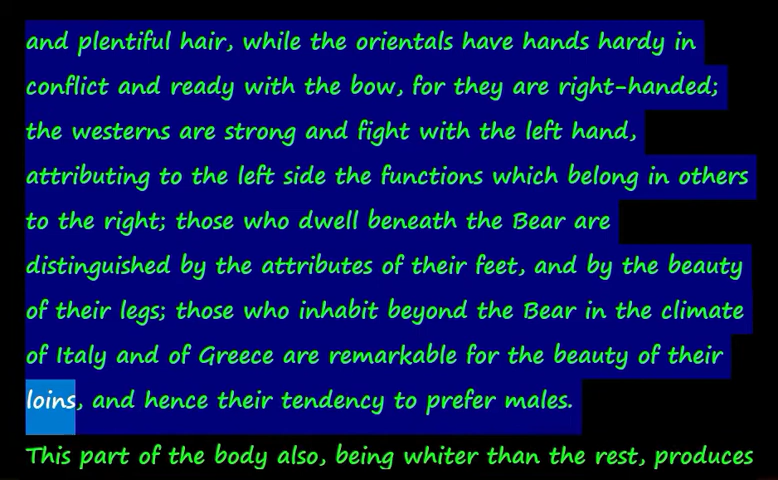 and plentiful hair, while the orientals have hands hardy in
conflict and ready with the bow, for they are right-handed;
the westerns are strong and fight with the left hand,
attributing to the left side the functions which belong in others
to the right; those who dwell beneath the Bear are
distinguished by the attributes of their feet, and by the beauty
of their legs; those who inhabit beyond the Bear in the climate
of Italy and of Greece are remarkable for the beauty of their
loins, and hence their tendency to prefer males.
This part of the body also, being whiter than the rest, produces